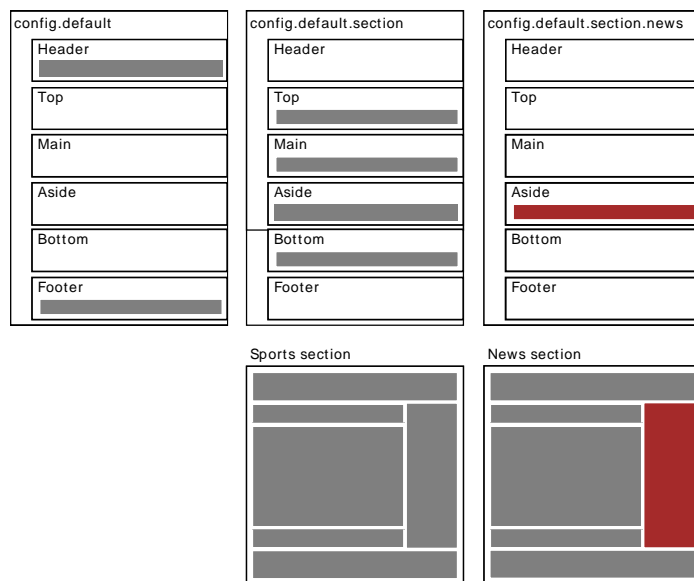 config.default
Header
Top
Main
Aside
Bottom
Footer
config.default.section
Header
Top
Main
Aside
Bottom
Footer
config.default.section.news
Header
Top
Main
Aside
Bottom
Footer
Sports section
News section